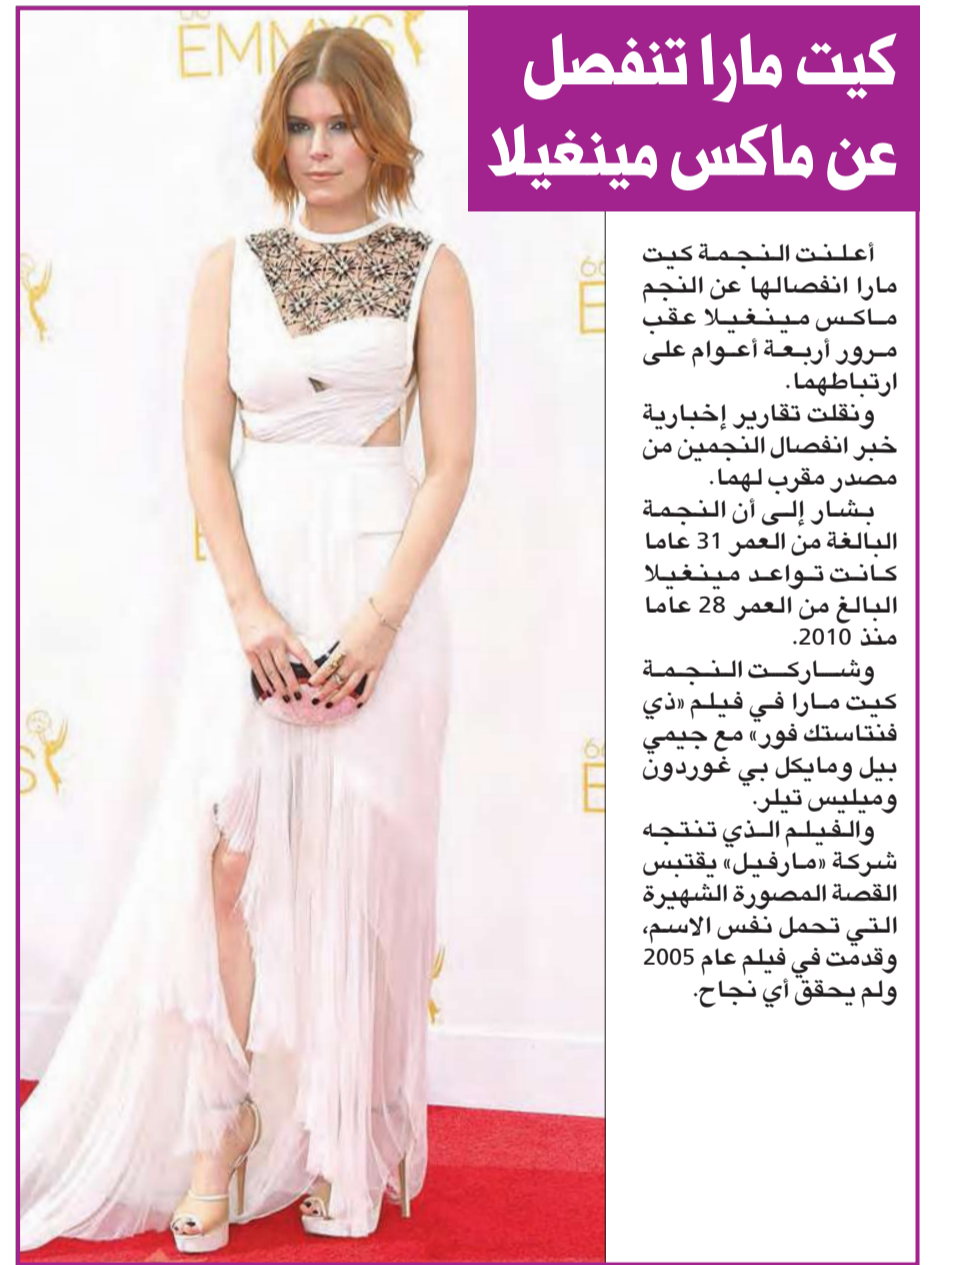 كيت مارا تنفصل
عن ماكس مينغيلا
أعلنت النجمة كيت
مارا انفصالها عن النجم
ماكس مينغيلا عقب
مرور أربعة أعوام على
ارتباطهما.
ونقلت تقارير إخبارية
خبر انفصال النجمين من
مصدر مقرب لهما.
بشار إلى أن النجمة
البالغة من العمر 31 عاما
كانت تواعد مينغيلا
البالغ من العمر 28 عاما
منذ 2010.
وشاركت النجمة
كيت مارا في فيلم «ذي
فنتاستك فور» مع جيمي
بيل ومايكل بي غوردون
وميليس تيلر.
والفيلم الذي تنتجه
شركة «مارفيل» يقتبس
القصة المصورة الشهيرة
التي تحمل نفس الاسم،
وقدمت في فيلم عام 2005
ولم يحقق أي نجاح.
EMMYS
66
E
66
E
S